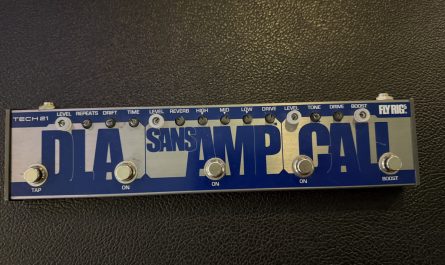 TECH 21 LEVEL REPEATS DRIFT TIME LEVEL REVERB HIGH MID LOW DRIVE LEVEL TONE DRIVE BOOST FLY RIG
DLA SANSAMP CALI
TAP ON ON ON BOOST